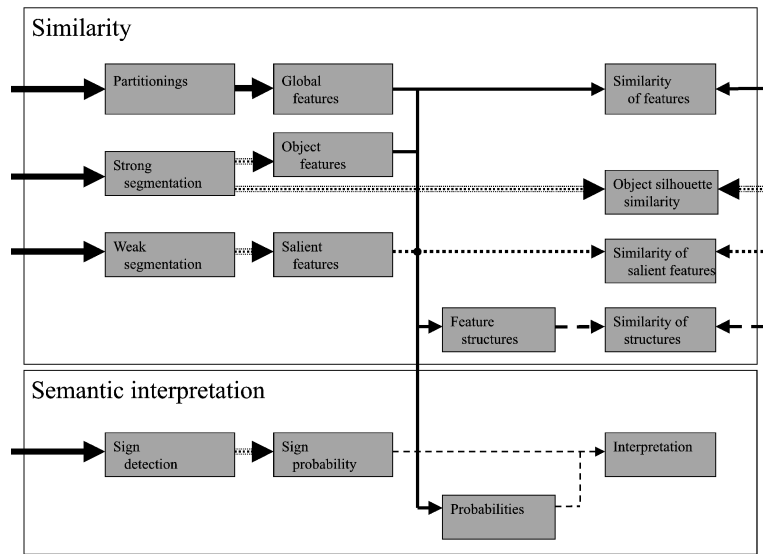 Similarity
Partitionings
Global
features
Similarity
of features
Strong
segmentation
Object
features
Object silhouette
similarity
Weak
segmentation
Salient
features
Similarity of
salient features
Feature
structures
Similarity of
structures
Semantic interpretation
Sign
detection
Sign
probability
Interpretation
Probabilities